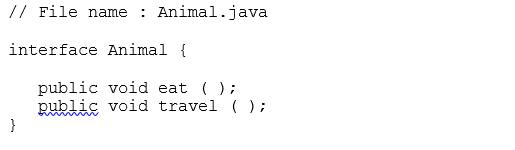 // File name : Animal.java
interface Animal {
public void eat ( );
public void travel ( );
}